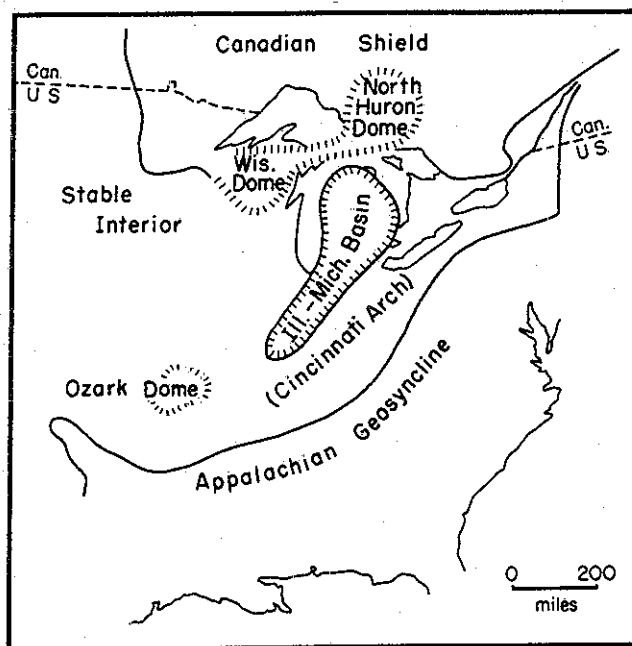 Canadian Shield
Can.
U S
North
Huron
Dome
Can.
U.S.
Wis.
Dome
Stable
Interior
Ill.-Mich. Basin
(Cincinnati Arch)
Ozark Dome
Appalachian Geosyncline
0 200
miles